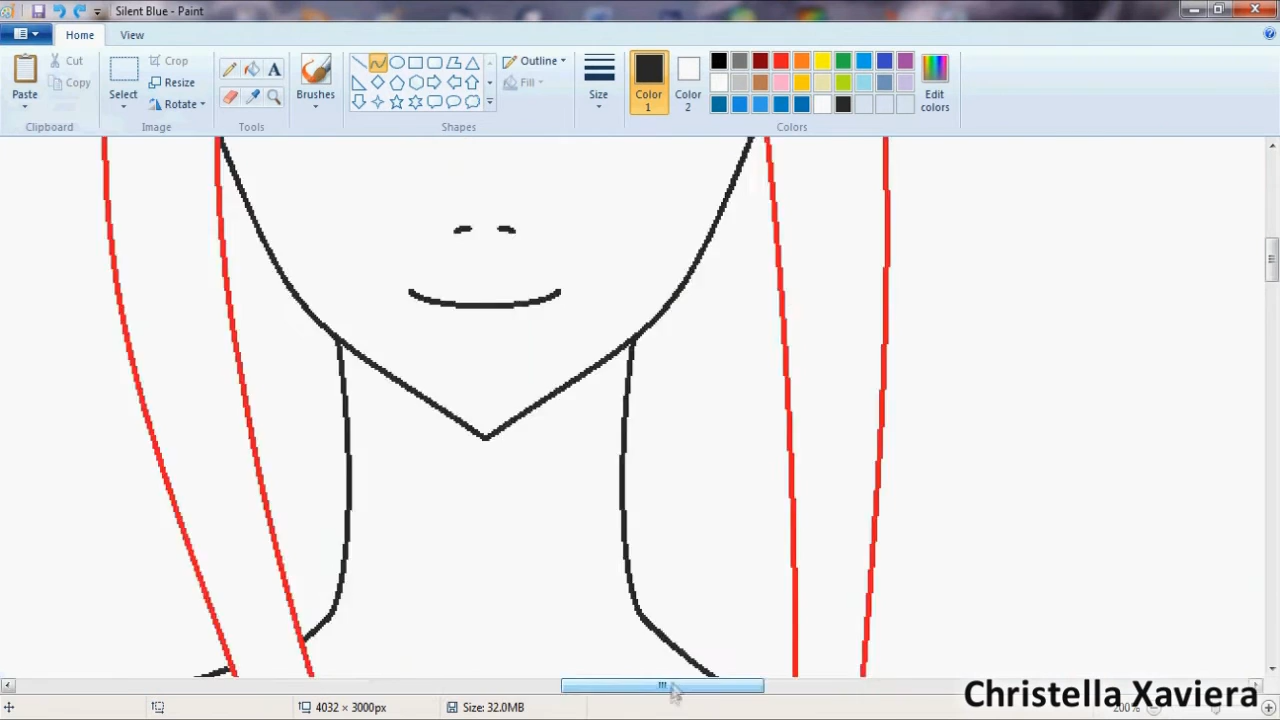 Silent Blue - Paint
Home View
Paste
Cut
Copy
Clipboard
Select
Crop
Resize
Rotate
Image
A
Tools
Brushes
Outline
Fill
Shapes
Size
Color 1
Color 2
Edit colors
Colors
4032 × 3000px
Size: 32.0MB
200%
Christella Xaviera